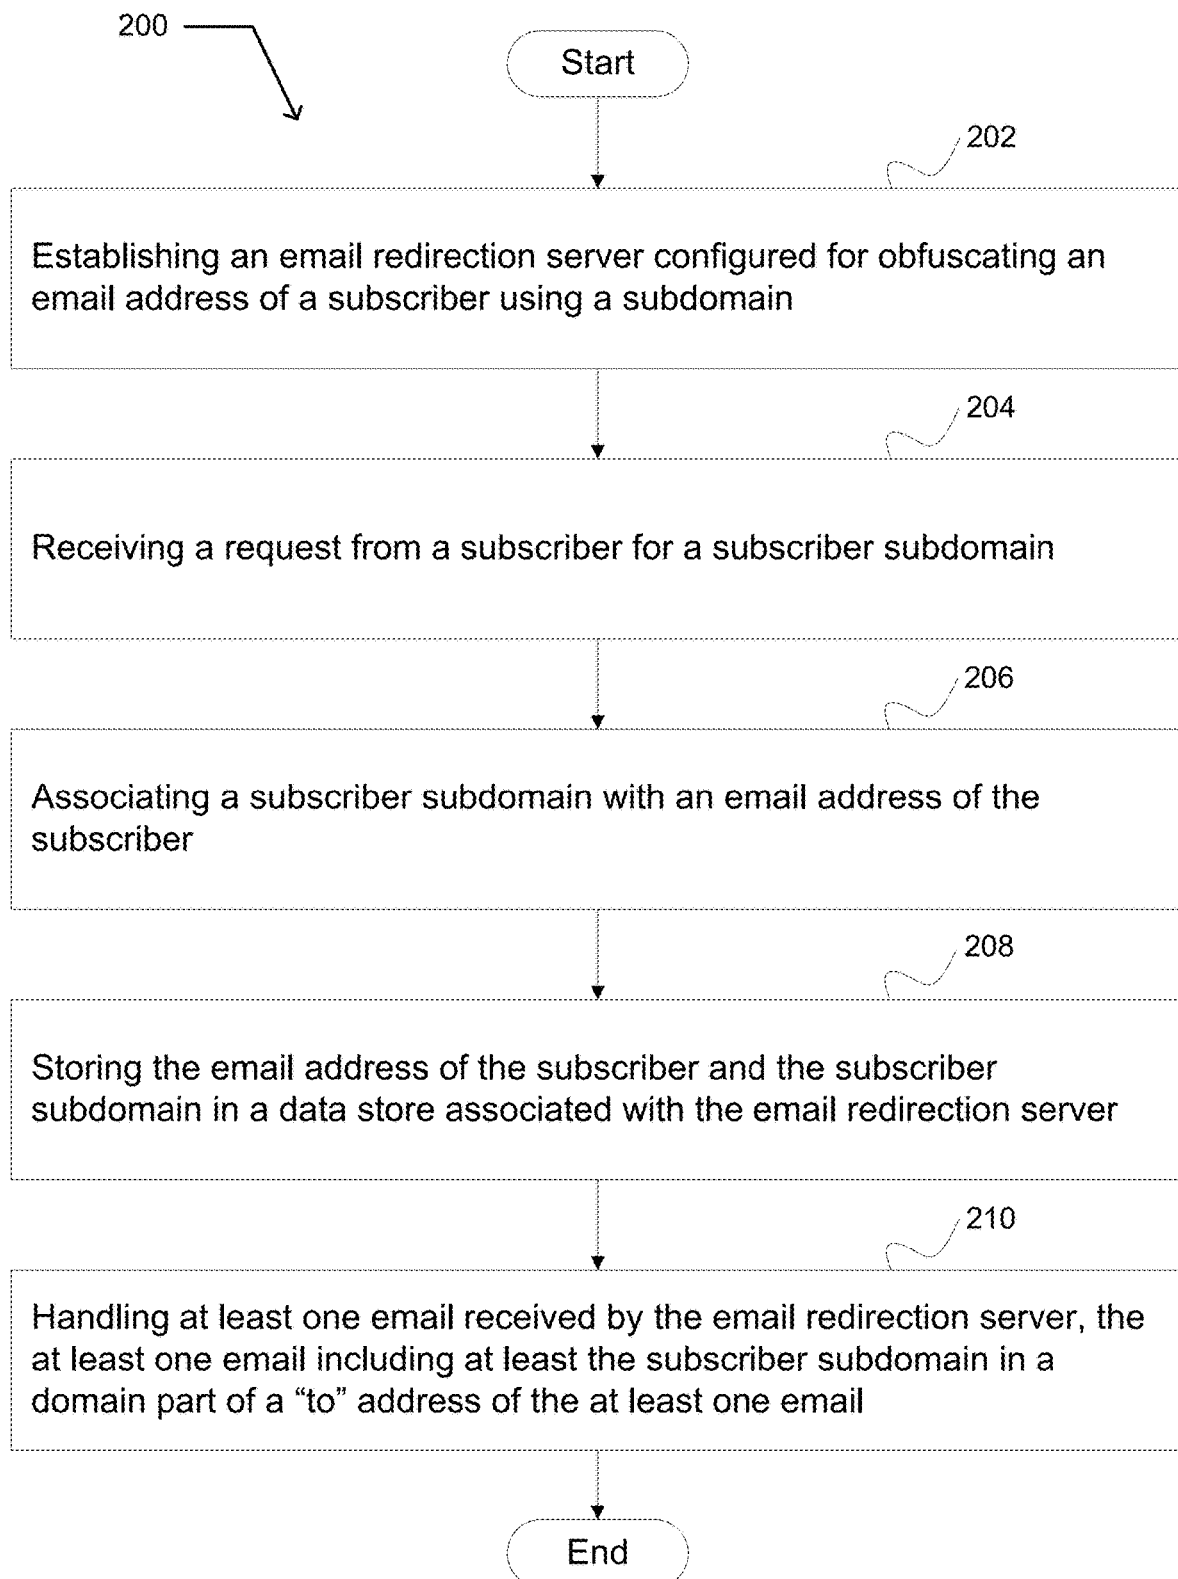 200
Start
202
Establishing an email redirection server configured for obfuscating an
email address of a subscriber using a subdomain
204
Receiving a request from a subscriber for a subscriber subdomain
206
Associating a subscriber subdomain with an email address of the
subscriber
208
Storing the email address of the subscriber and the subscriber
subdomain in a data store associated with the email redirection server
210
Handling at least one email received by the email redirection server, the
at least one email including at least the subscriber subdomain in a
domain part of a “to” address of the at least one email
End